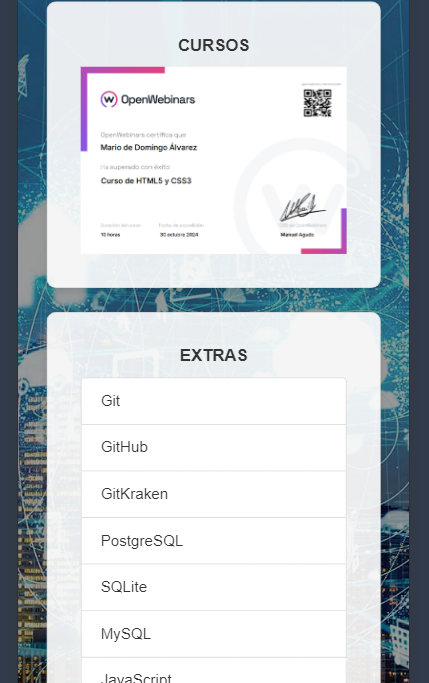 CURSOS
OpenWebinars
OpenWebinars certifica que
Mario de Domingo Álvarez
Ha superado con éxito
Curso de HTML5 y CSS3
Duración del curso
Fecha de expedición
10 horas
30 octubre 2024
Manuel Agudo
EXTRAS
Git
GitHub
GitKraken
PostgreSQL
SQLite
MySQL
JavaScript